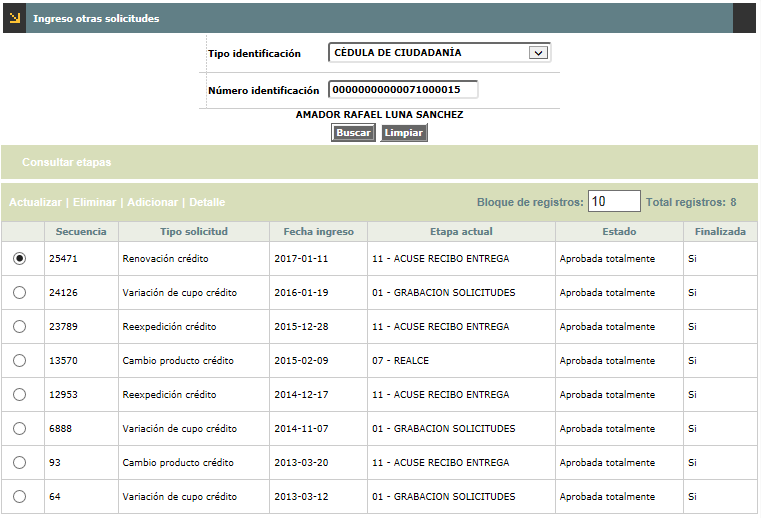 Ingreso otras solicitudes
Tipo identificación CÉDULA DE CIUDADANÍA
Número identificación 00000000000071000015
AMADOR RAFAEL LUNA SANCHEZ
Buscar Limpiar
Consultar etapas
Actualizar | Eliminar | Adicionar | Detalle Bloque de registros: 10 Total registros: 8
Secuencia Tipo solicitud Fecha ingreso Etapa actual Estado Finalizada
25471 Renovación crédito 2017-01-11 11 - ACUSE RECIBO ENTREGA Aprobada totalmente Si
24126 Variación de cupo crédito 2016-01-19 01 - GRABACION SOLICITUDES Aprobada totalmente Si
23789 Reexpedición crédito 2015-12-28 11 - ACUSE RECIBO ENTREGA Aprobada totalmente Si
13570 Cambio producto crédito 2015-02-09 07 - REALCE Aprobada totalmente Si
12953 Reexpedición crédito 2014-12-17 11 - ACUSE RECIBO ENTREGA Aprobada totalmente Si
6888 Variación de cupo crédito 2014-11-07 01 - GRABACION SOLICITUDES Aprobada totalmente Si
93 Cambio producto crédito 2013-03-20 11 - ACUSE RECIBO ENTREGA Aprobada totalmente Si
64 Variación de cupo crédito 2013-03-12 01 - GRABACION SOLICITUDES Aprobada totalmente Si